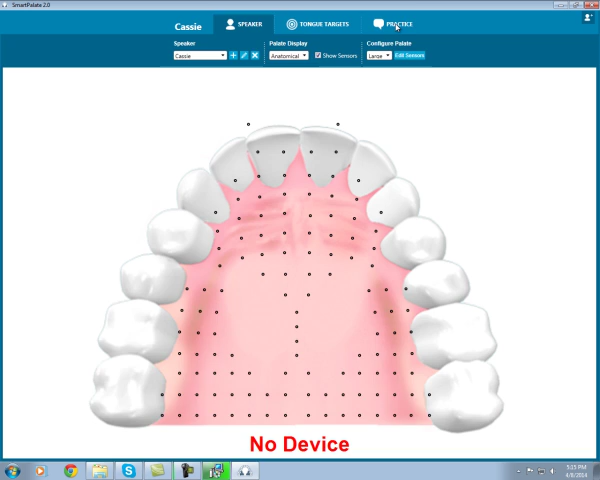 SmartPalate 2.0
Cassie SPEAKER TONGUE TARGETS PRACTICE
Speaker Palate Display Configure Palate
Cassie Anatomical Show Sensors Large Edit Sensors
No Device
5:15 PM
4/8/2014